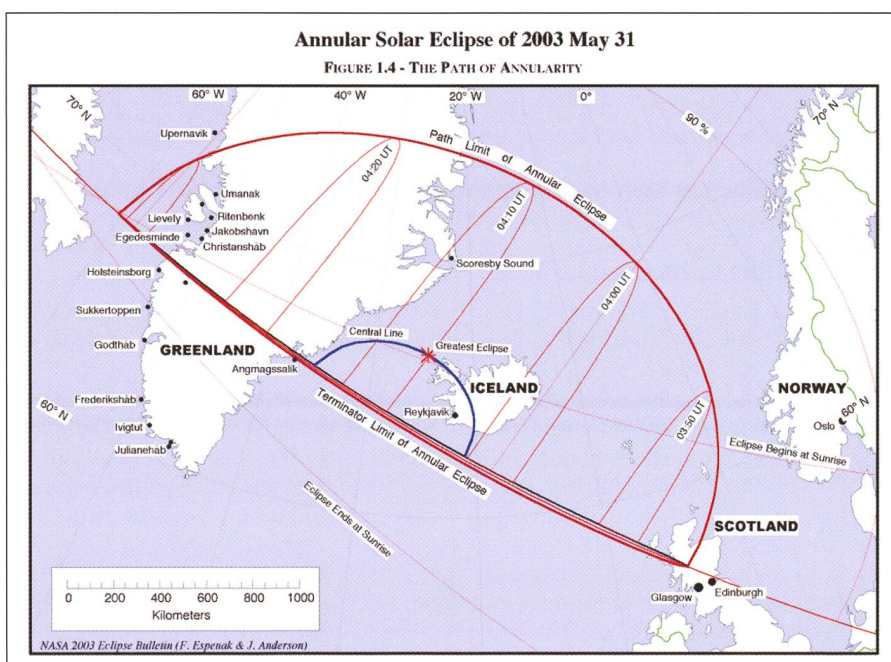 Annular Solar Eclipse of 2003 May 31
FIGURE 1.4 - THE PATH OF ANNULARITY
70° N
60° W
40° W
20° W
0°
90 %
70° N
Upernavik
Path Limit of Annular Eclipse
04:20 UT
Umanak
Lievely
Ritenbenk
04:10 UT
Egedesminde
Jakobshavn
Christanshåb
Scoresby Sound
Holsteinsborg
04:00 UT
Sukkertoppen
Central Line
Godthåb
GREENLAND
Greatest Eclipse
Angmagssalik
ICELAND
NORWAY
Frederikshåb
Terminator Limit of Annular Eclipse
Reykjavik
03:50 UT
60° N
60° N
Oslo
Ivigtut
Julianehåb
Eclipse Begins at Sunrise
Eclipse Ends at Sunrise
SCOTLAND
Glasgow
Edinburgh
0 200 400 600 800 1000
Kilometers
NASA 2003 Eclipse Bulletin (F. Espenak & J. Anderson)